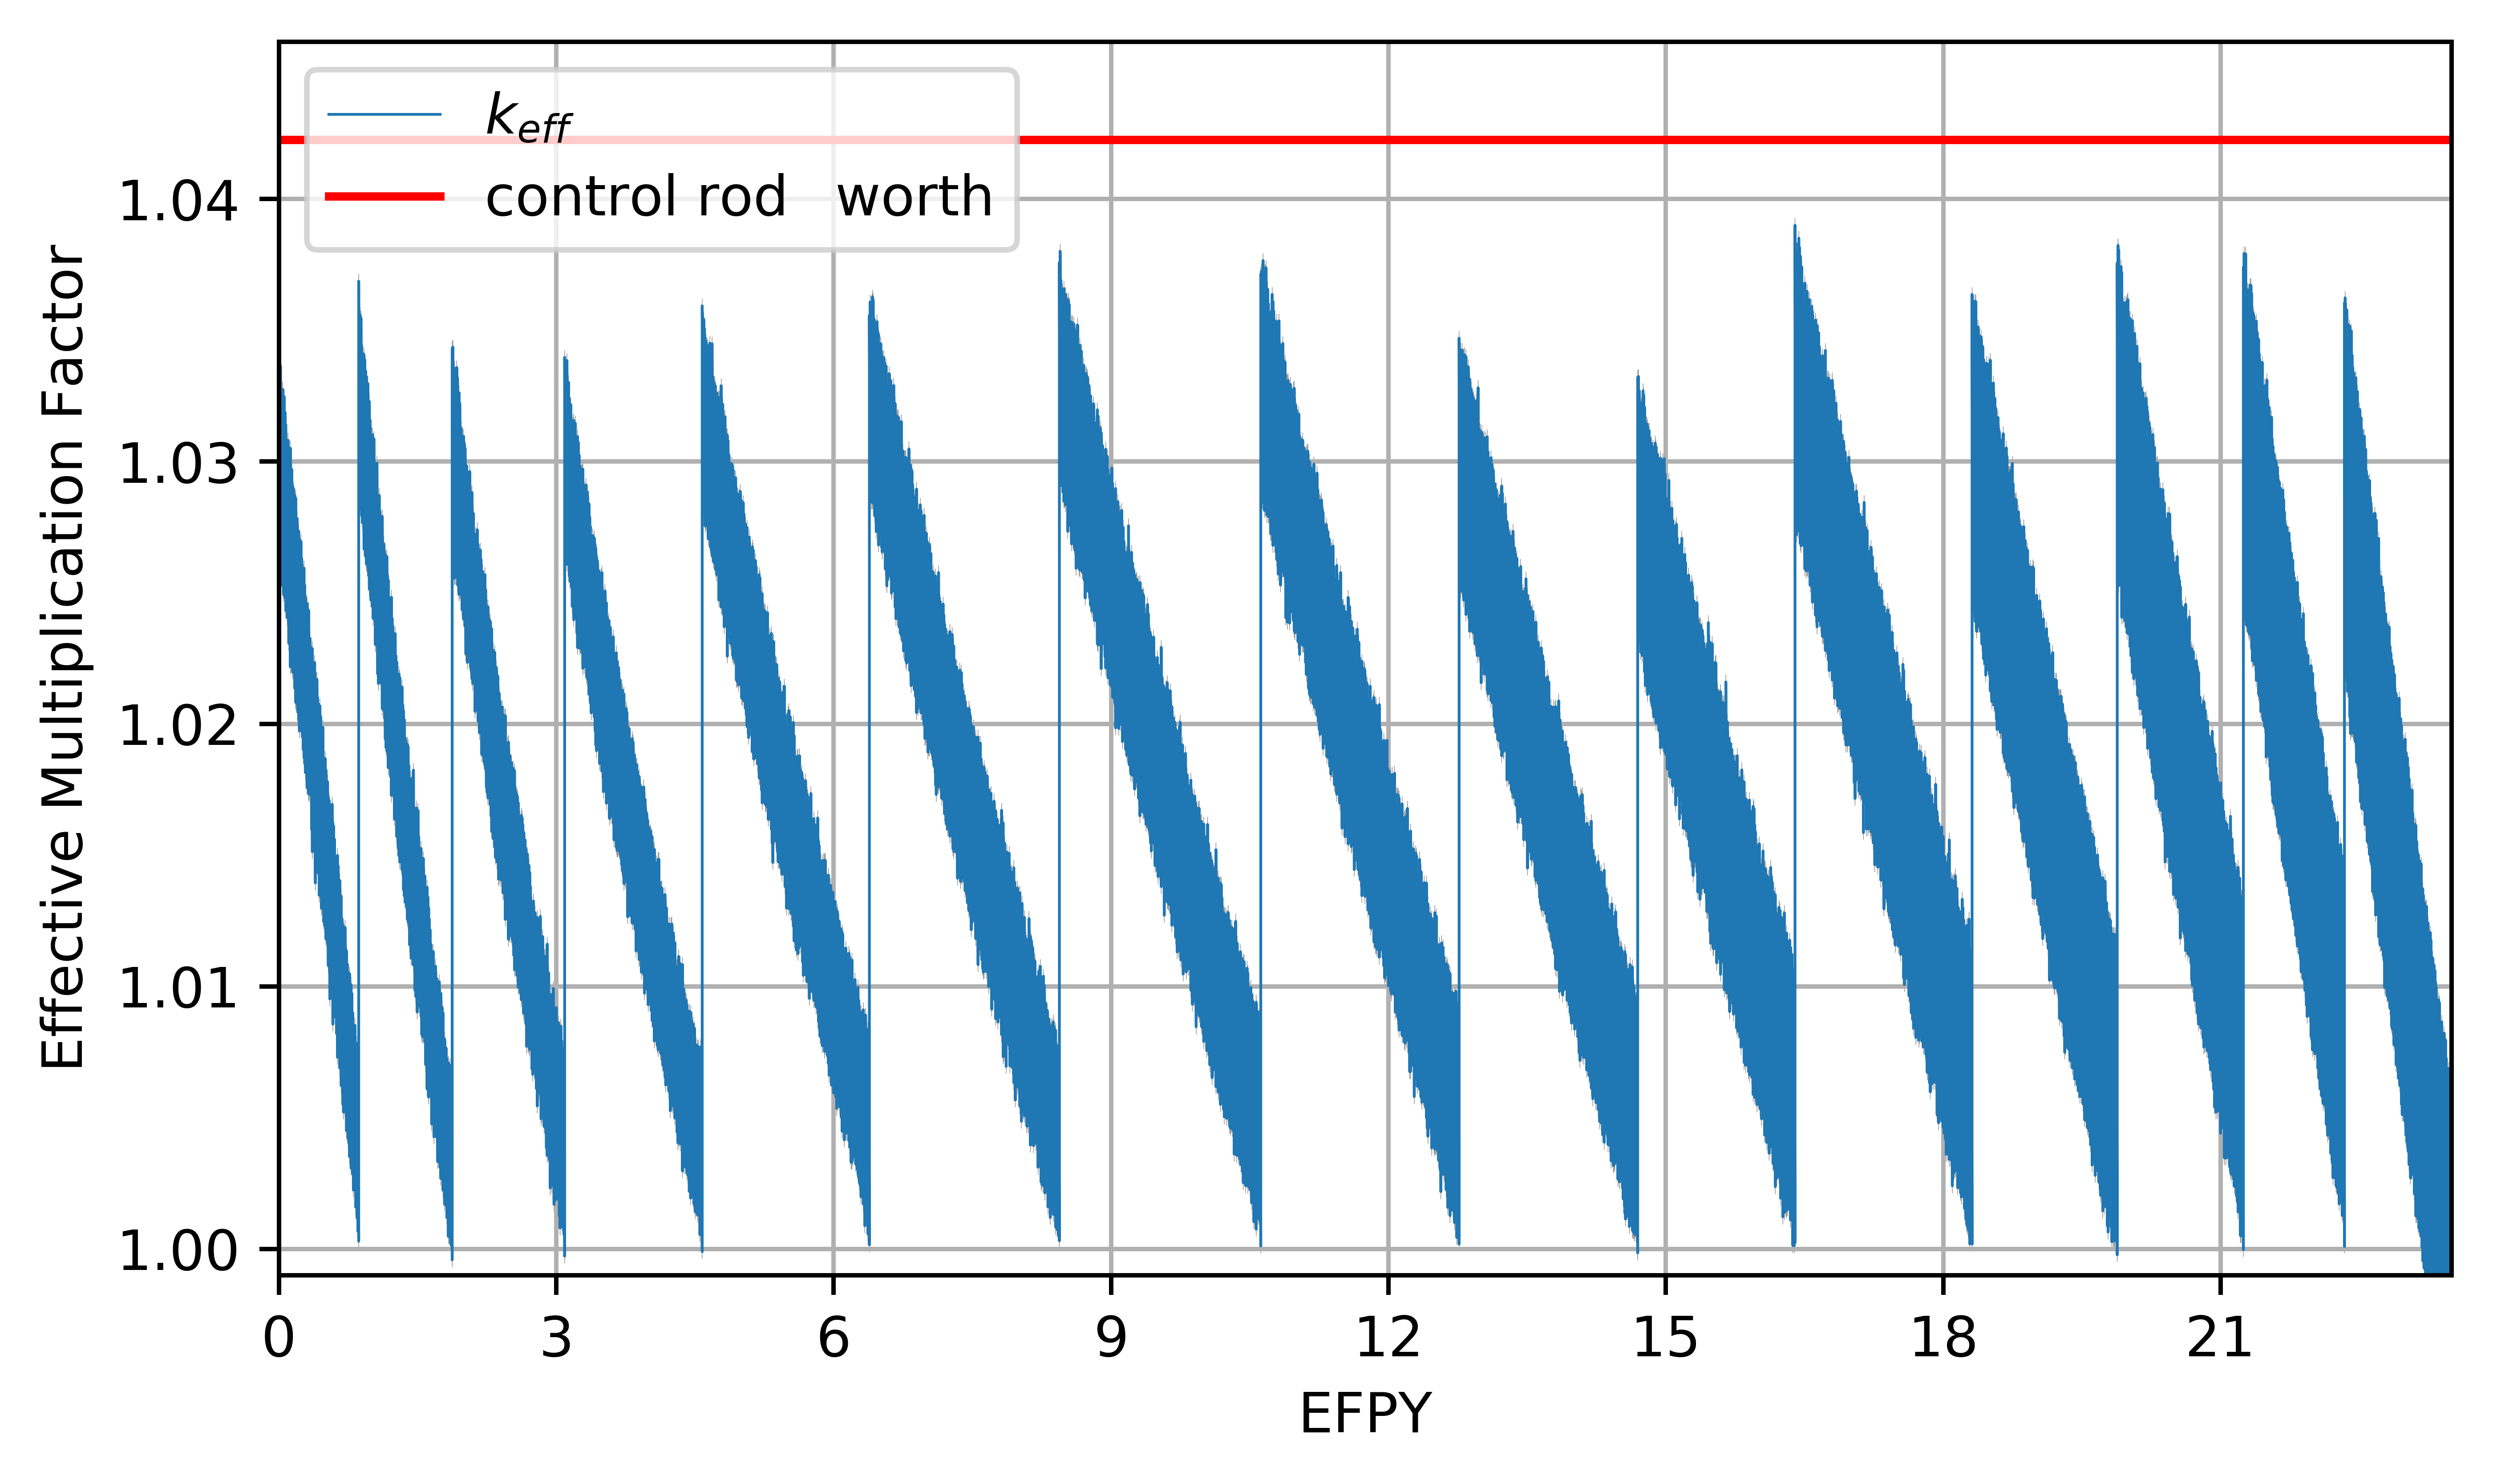 k_eff
control rod worth
Effective Multiplication Factor
1.04
1.03
1.02
1.01
1.00
0 3 6 9 12 15 18 21
EFPY